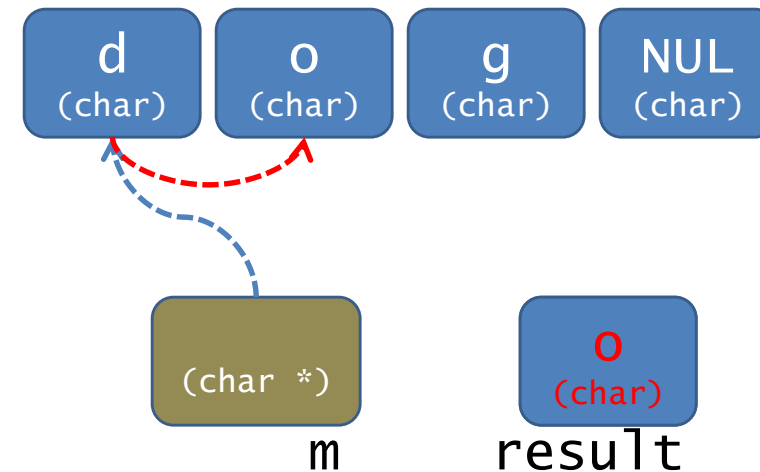 d o g NUL
(char) (char) (char) (char)
(char *) o
(char)
m result